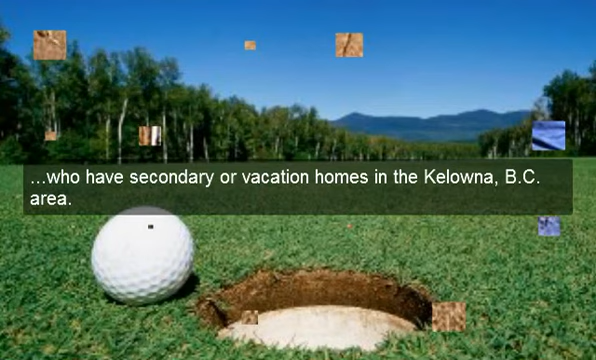 ...who have secondary or vacation homes in the Kelowna, B.C.
area.